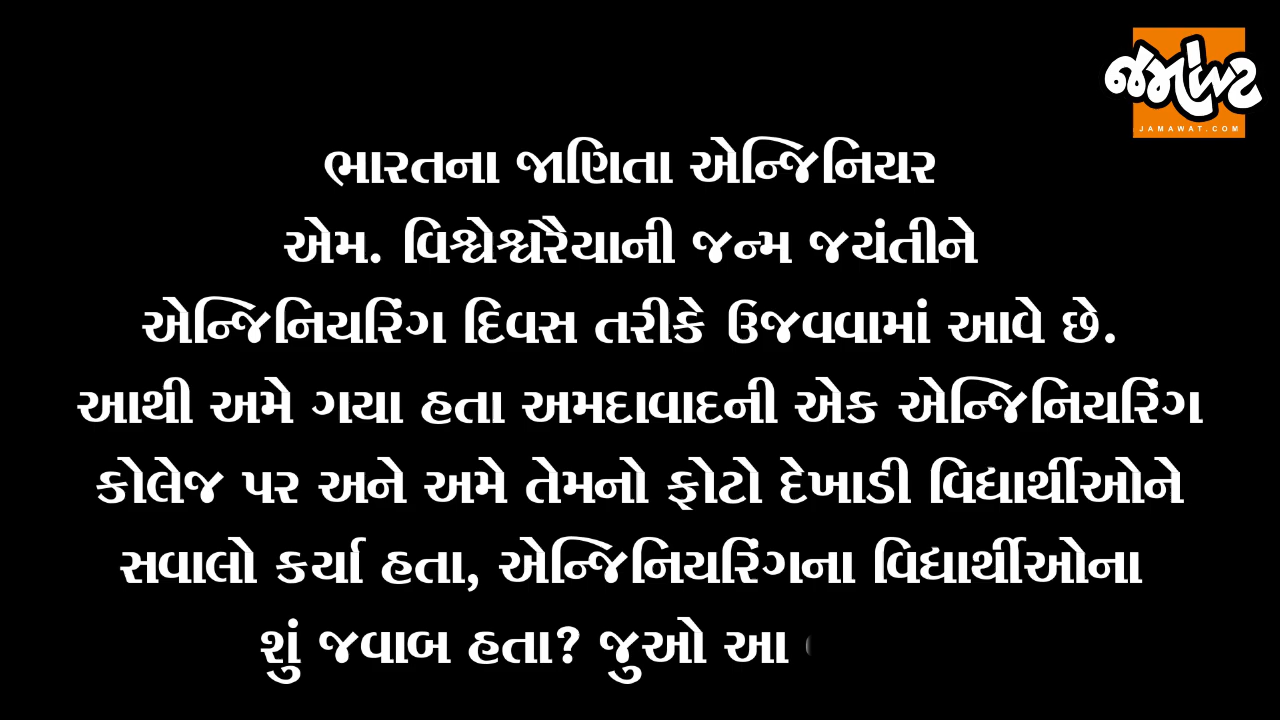 જમાવટ
JAMAWAT.COM
ભારતના જાણિતા એન્જિનિયર
એમ. વિશ્વેશ્વરૈયાની જન્મ જયંતીને
એન્જિનિયરિંગ દિવસ તરીકે ઉજવવામાં આવે છે.
આથી અમે ગયા હતા અમદાવાદની એક એન્જિનિયરિંગ
કોલેજ પર અને અમે તેમનો ફોટો દેખાડી વિદ્યાર્થીઓને
સવાલો કર્યા હતા, એન્જિનિયરિંગના વિદ્યાર્થીઓના
શું જવાબ હતા? જુઓ આ